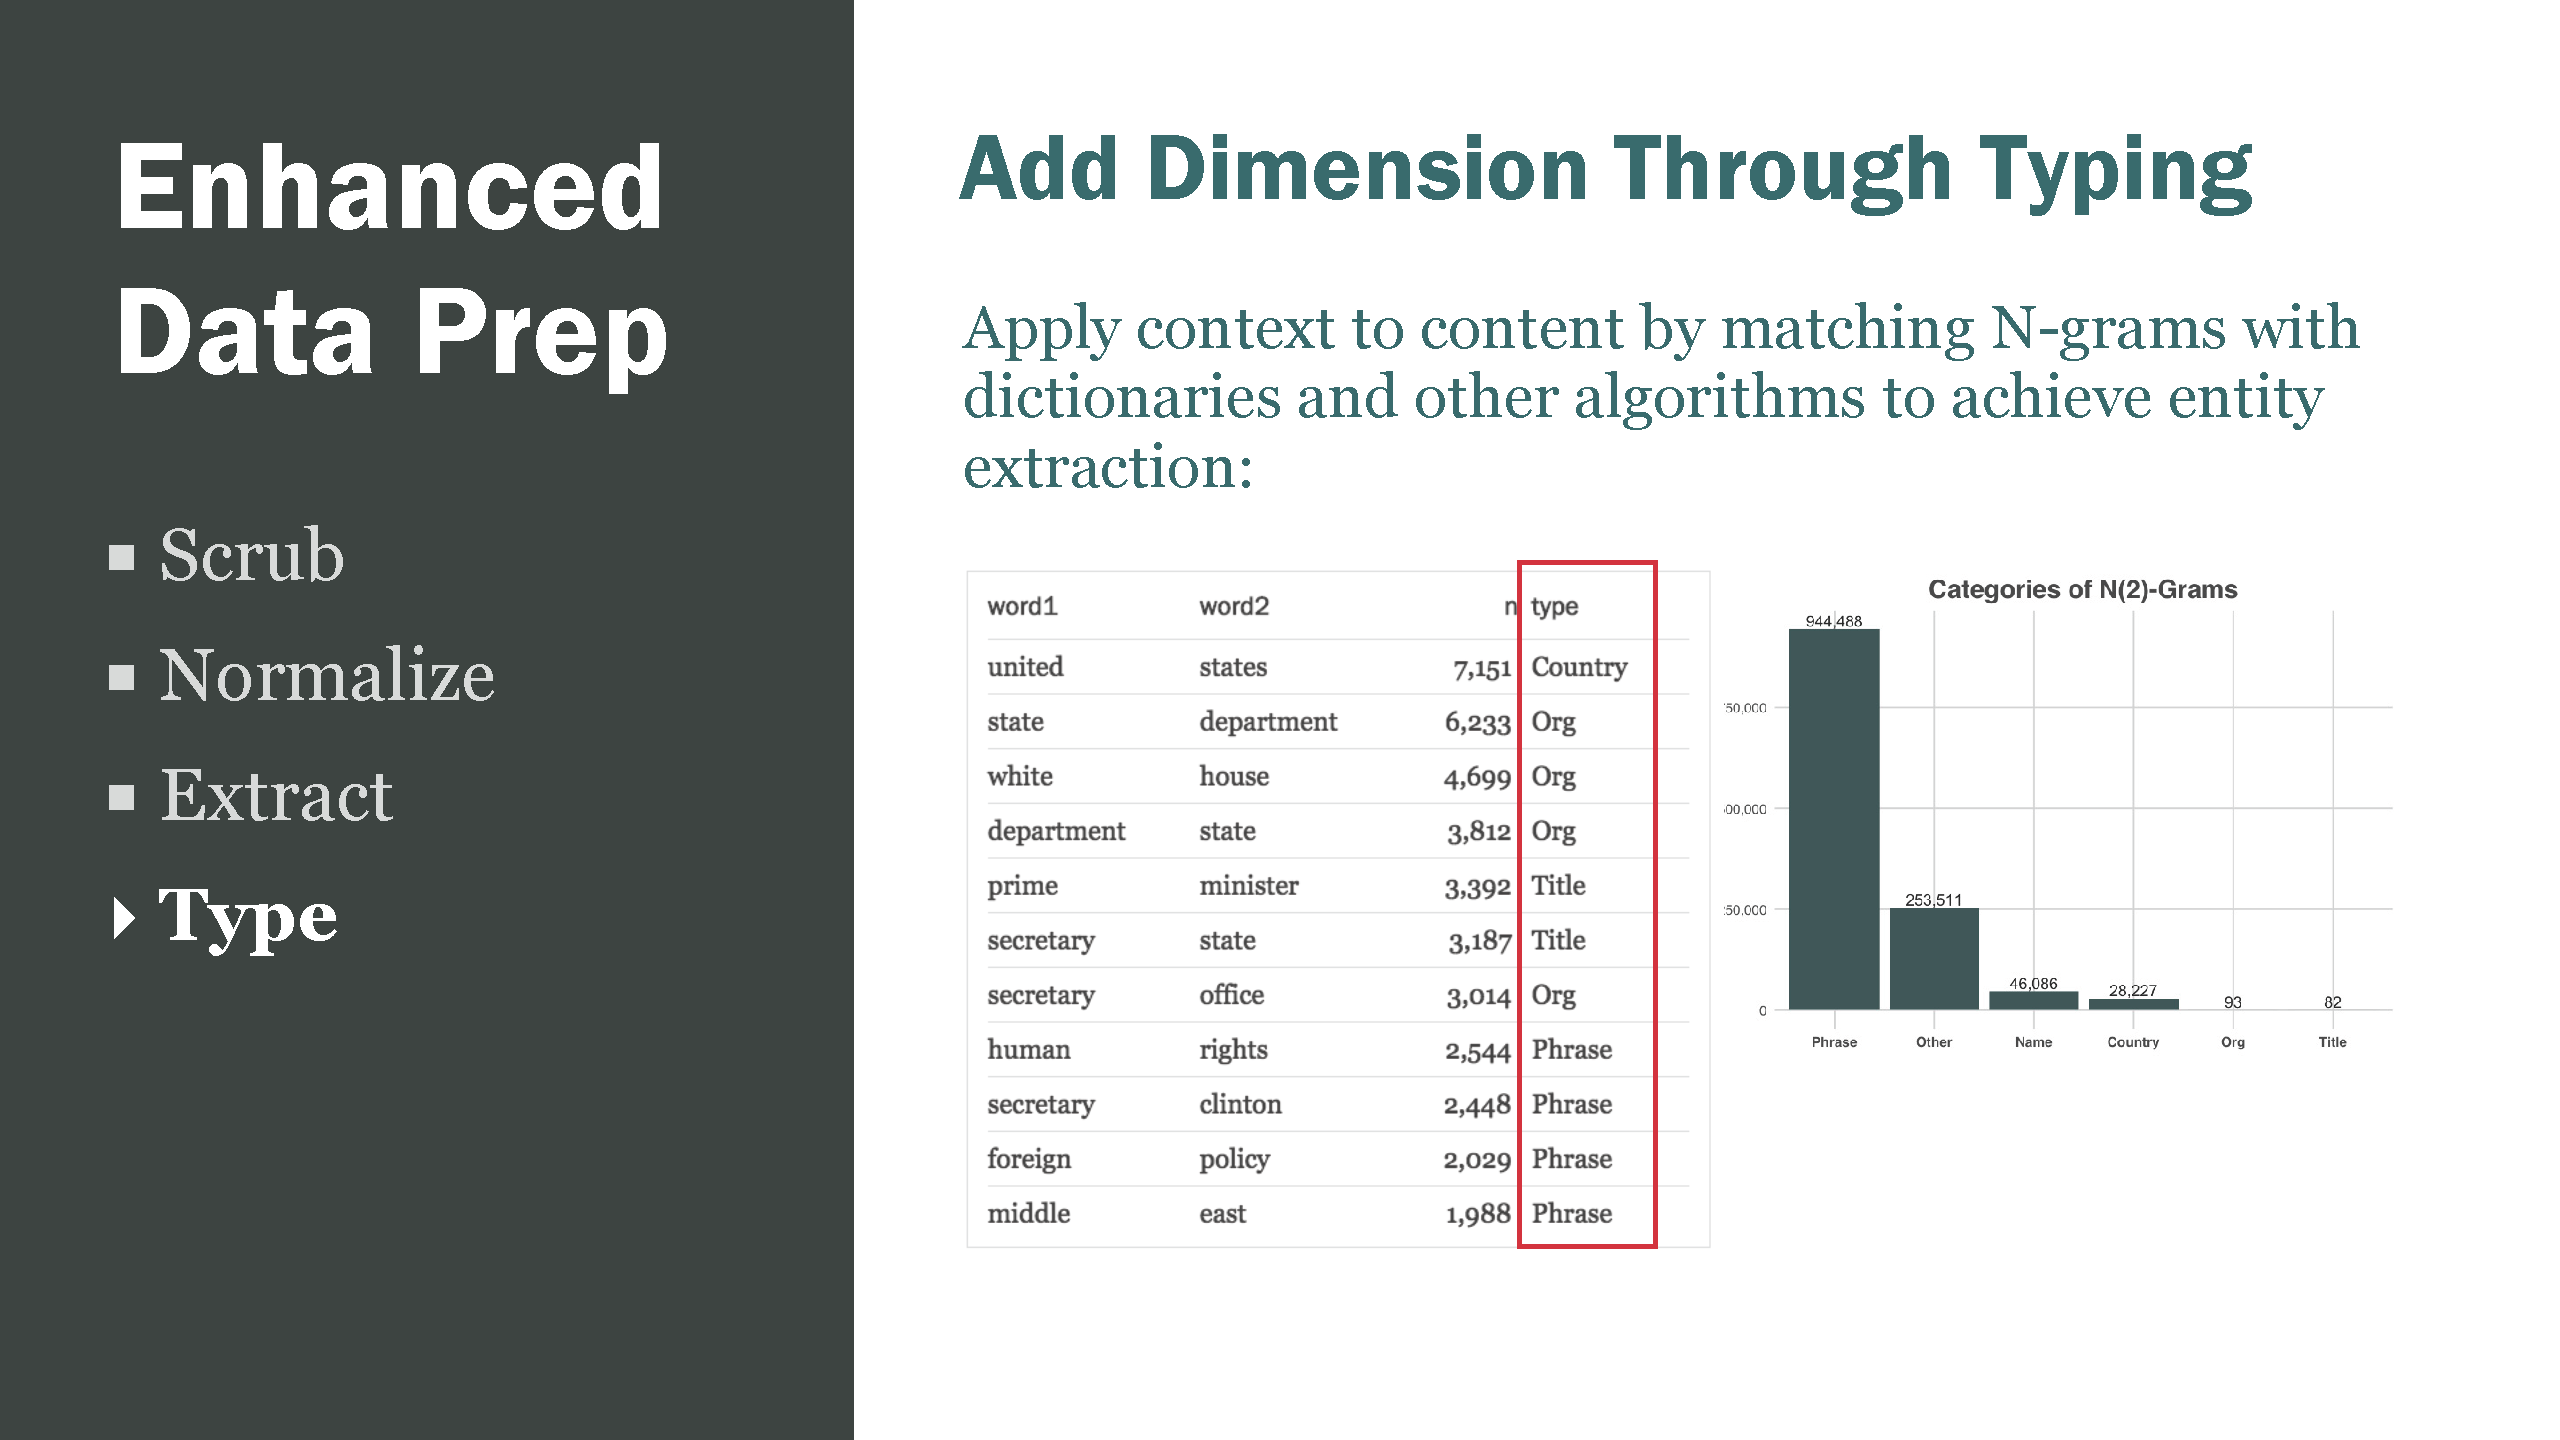 Enhanced
Data Prep
Scrub
Normalize
Extract
Type
Add Dimension Through Typing
Apply context to content by matching N-grams with
dictionaries and other algorithms to achieve entity
extraction:
word1 word2 n type
united states 7,151 Country
state department 6,233 Org
white house 4,699 Org
department state 3,812 Org
prime minister 3,392 Title
secretary state 3,187 Title
secretary office 3,014 Org
human rights 2,544 Phrase
secretary clinton 2,448 Phrase
foreign policy 2,029 Phrase
middle east 1,988 Phrase
Categories of N(2)-Grams
944,488
50,000
00,000
253,511
50,000
46,086
28,227
93
82
0
Phrase Other Name Country Org Title